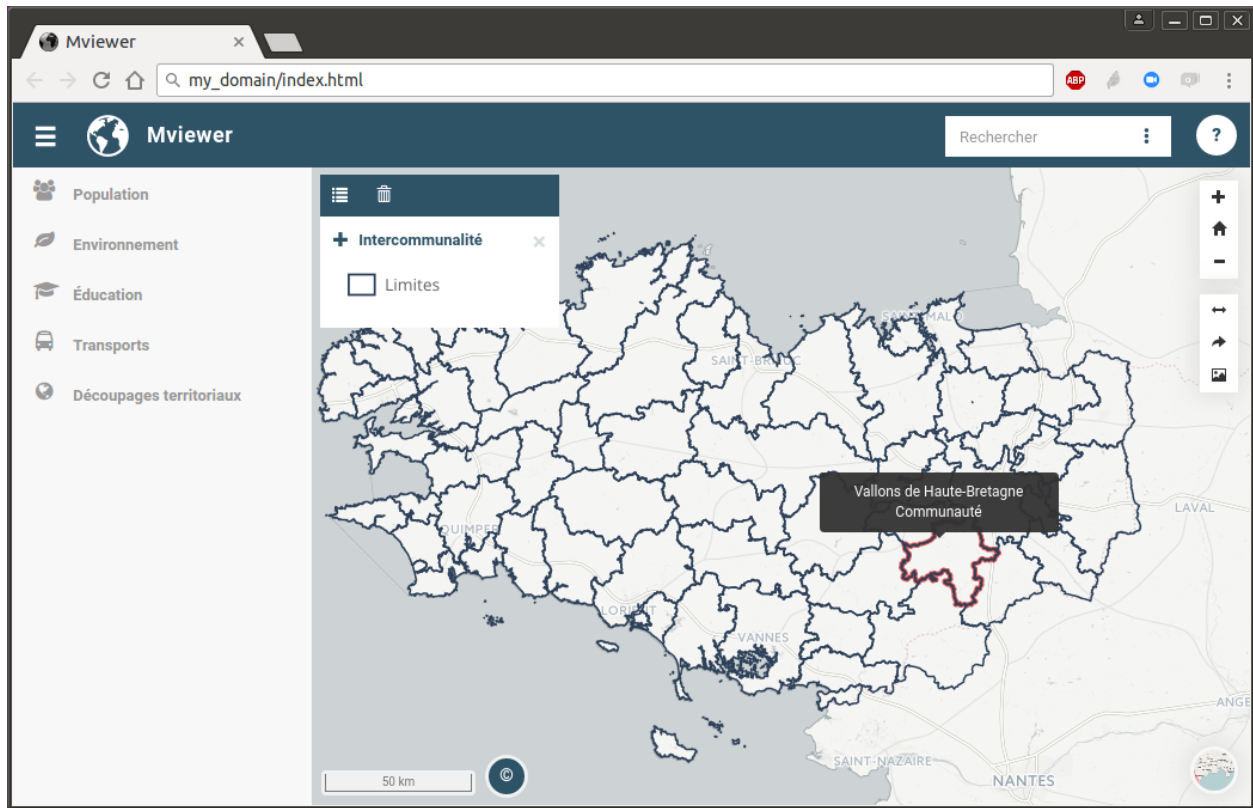 Mviewer
×
my_domain/index.html
ABP
Mviewer
Rechercher
?
Population
Environnement
Éducation
Transports
Découpages territoriaux
Intercommunalité
×
Limites
SAINT-MALO
SAINT-BRIEUC
Vallons de Haute-Bretagne
Communauté
LAVAL
QUIMPER
LORIENT
VANNES
ANGE
SAINT-NAZAIRE
NANTES
50 km
©